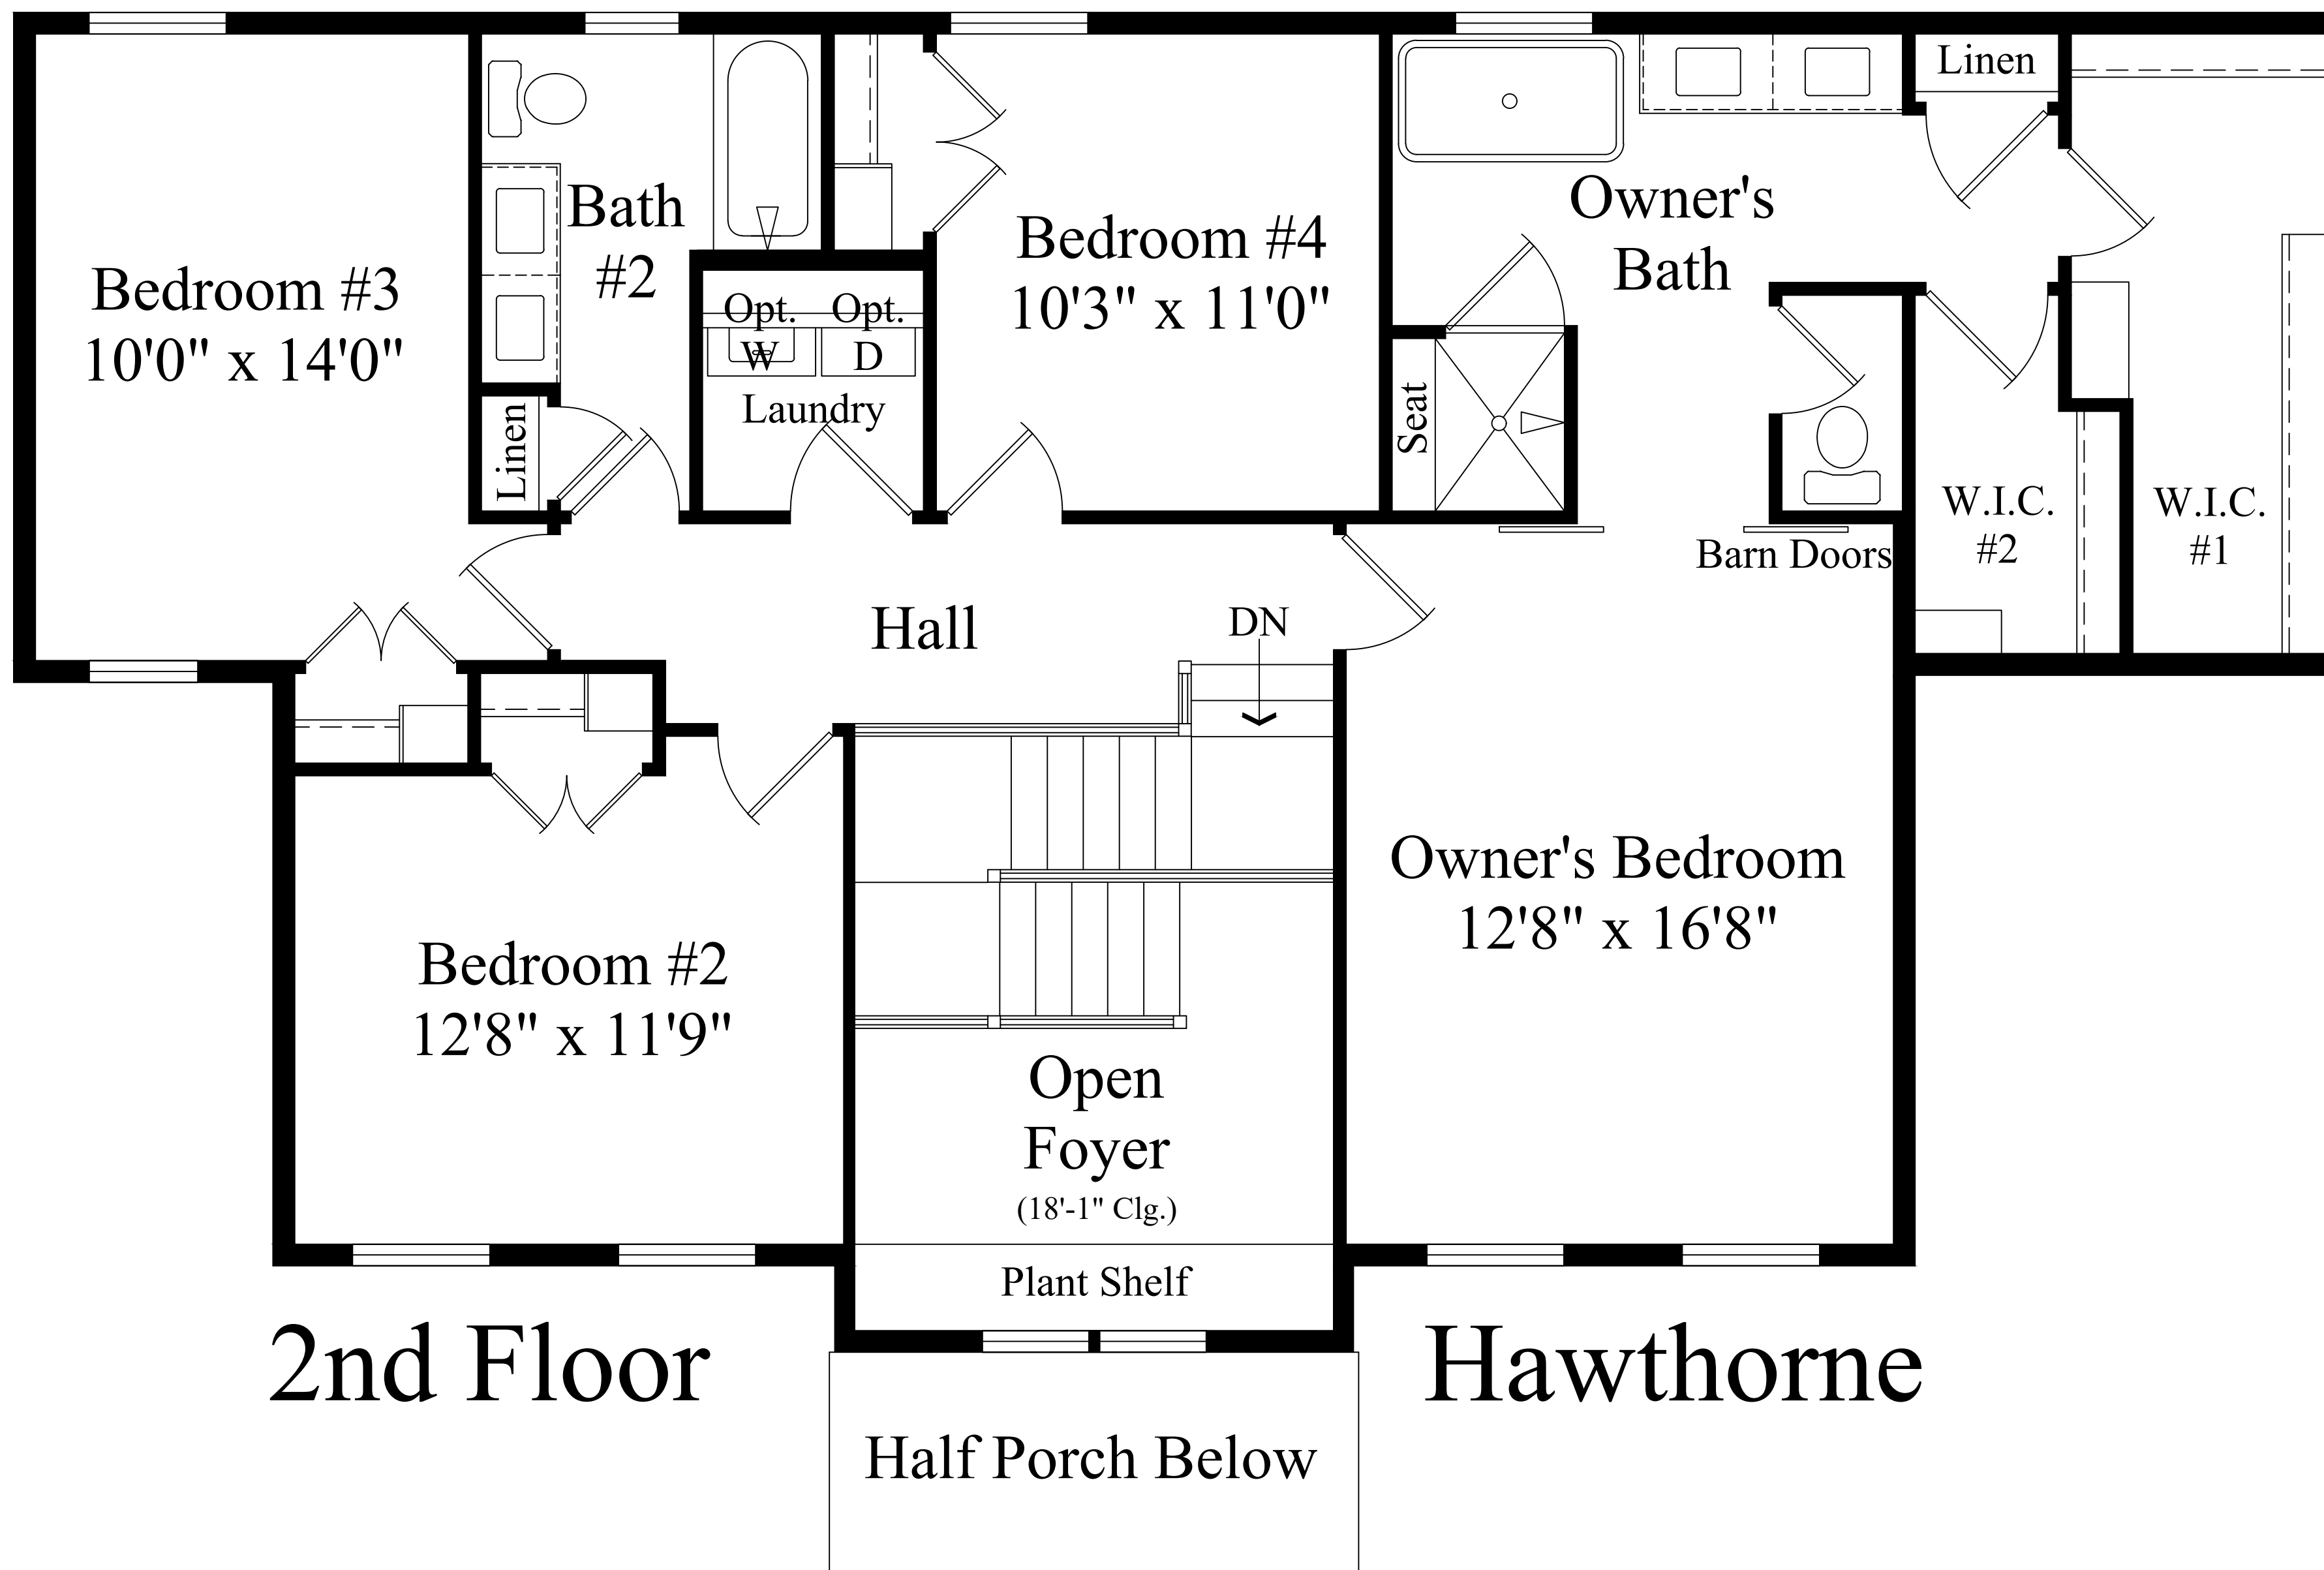 Linen
Bath
#2
Owner's
Bath
Bedroom #4
10'3" x 11'0"
Bedroom #3
10'0" x 14'0"
Opt.
W
Opt.
D
Laundry
Linen
Seat
W.I.C.
#2
W.I.C.
#1
Barn Doors
Hall
DN
Owner's Bedroom
12'8" x 16'8"
Bedroom #2
12'8" x 11'9"
Open
Foyer
(18'-1" Clg.)
Plant Shelf
2nd Floor
Hawthorne
Half Porch Below